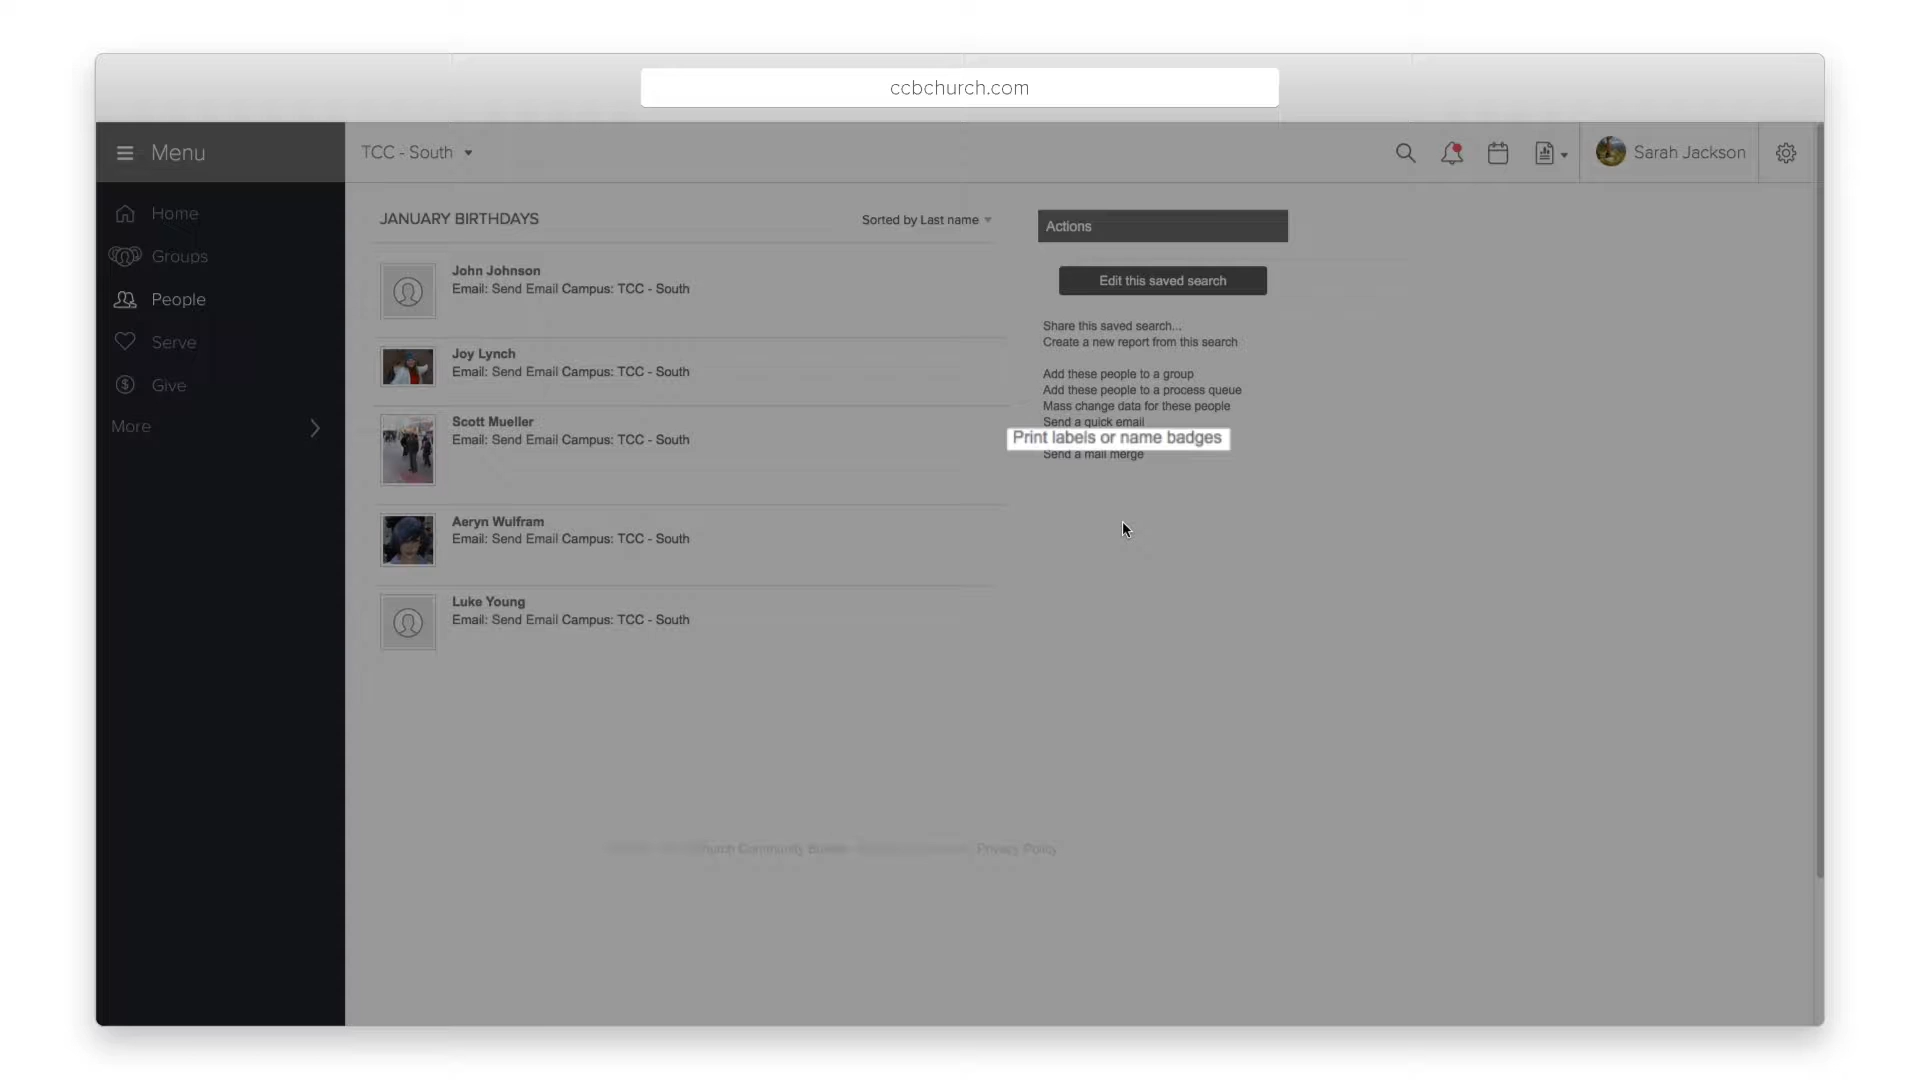 ccbchurch.com
Menu
TCC - South
Sarah Jackson
Home
Groups
People
Serve
Give
More
JANUARY BIRTHDAYS
Sorted by Last name
John Johnson
Email: Send Email Campus: TCC - South
Joy Lynch
Email: Send Email Campus: TCC - South
Scott Mueller
Email: Send Email Campus: TCC - South
Aeryn Wulfram
Email: Send Email Campus: TCC - South
Luke Young
Email: Send Email Campus: TCC - South
Actions
Edit this saved search
Share this saved search...
Create a new report from this search
Add these people to a group
Add these people to a process queue
Mass change data for these people
Send a quick email
Print labels or name badges
Send a mail merge
Church Community Builder
Privacy Policy